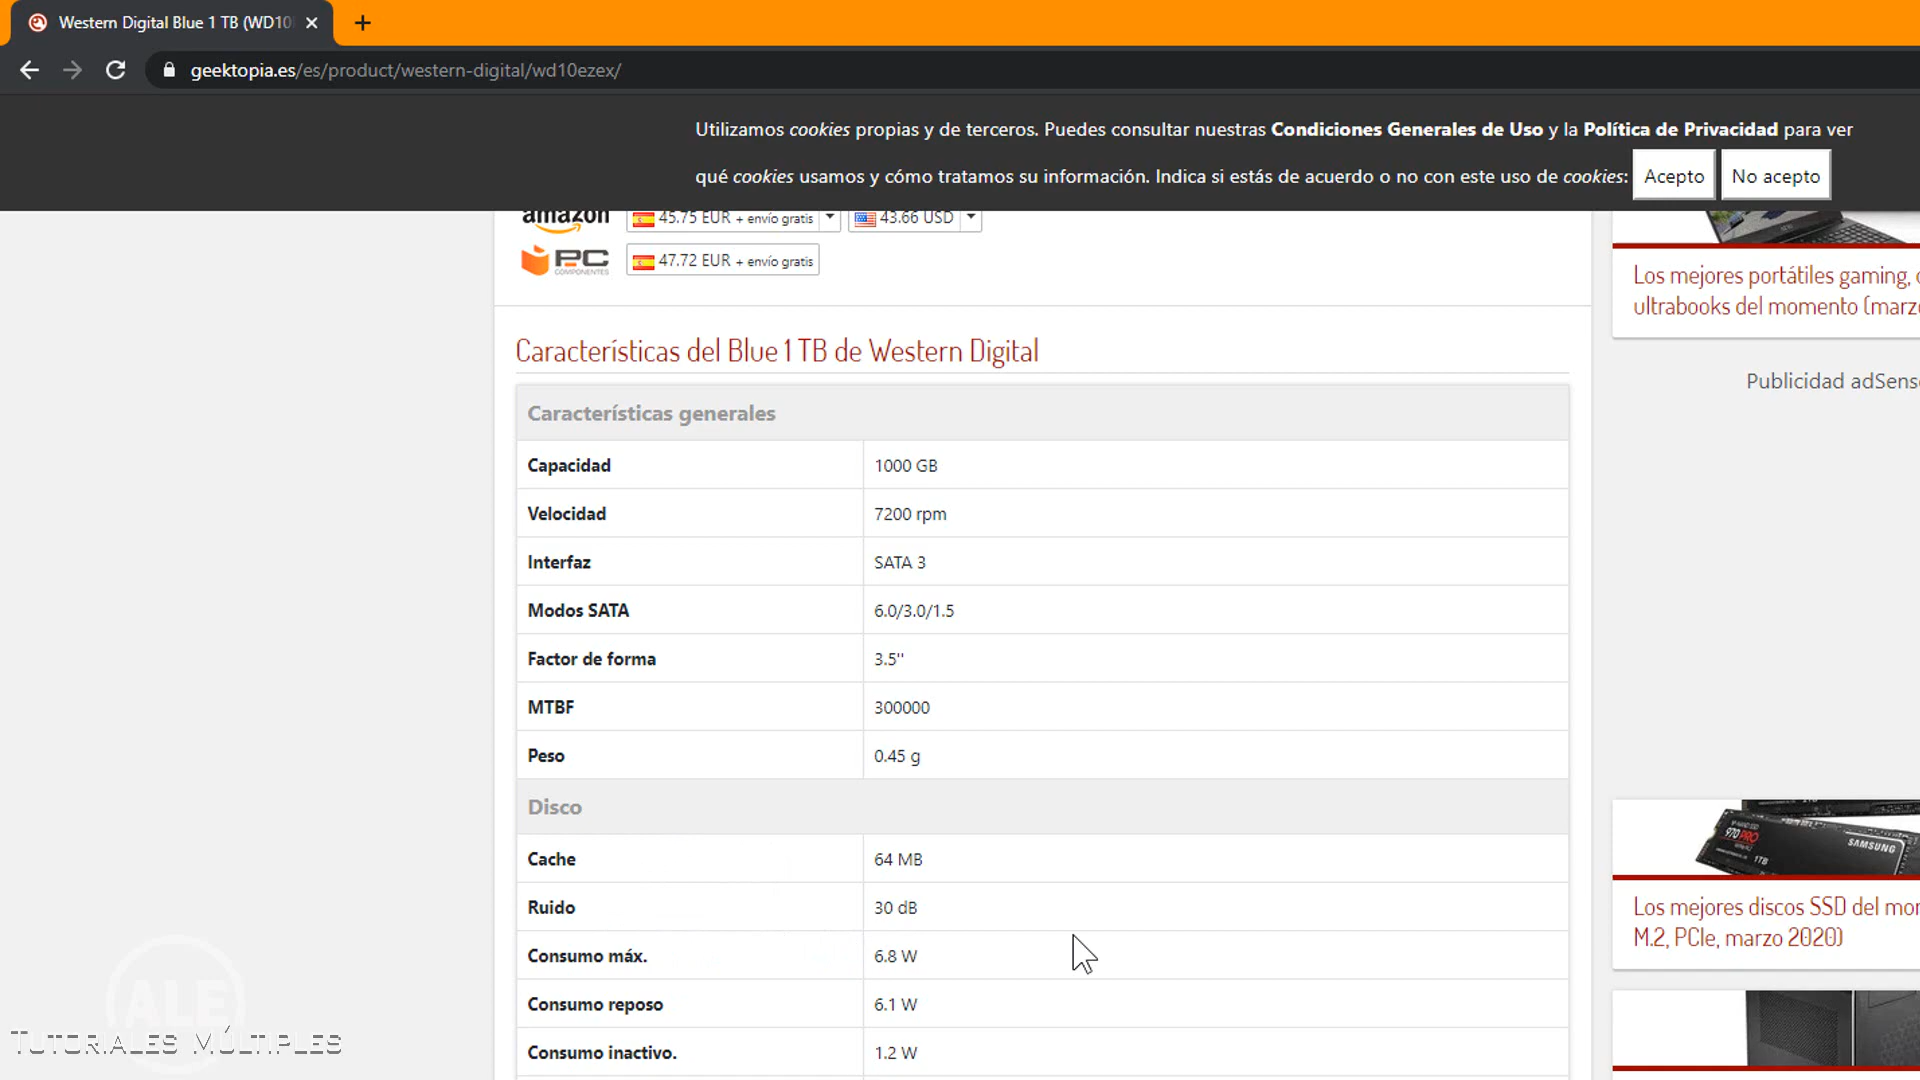 Western Digital Blue 1 TB (WD10
geektopia.es/es/product/western-digital/wd10ezex/
Utilizamos cookies propias y de terceros. Puedes consultar nuestras Condiciones Generales de Uso y la Política de Privacidad para ver
qué cookies usamos y cómo tratamos su información. Indica si estás de acuerdo o no con este uso de cookies: Acepto No acepto
amazon 45.75 EUR + envío gratis 43.66 USD
PC COMPONENTES 47.72 EUR + envío gratis
Los mejores portátiles gaming,
ultrabooks del momento (marz
Publicidad adSens
Características del Blue 1 TB de Western Digital
Características generales
Capacidad 1000 GB
Velocidad 7200 rpm
Interfaz SATA 3
Modos SATA 6.0/3.0/1.5
Factor de forma 3.5''
MTBF 300000
Peso 0.45 g
Disco
Cache 64 MB
Ruido 30 dB
Consumo máx. 6.8 W
Consumo reposo 6.1 W
Consumo inactivo. 1.2 W
970 PRO
SAMSUNG
1TB
Los mejores discos SSD del mo
M.2, PCIe, marzo 2020)
ALE
TUTORIALES MÚLTIPLES